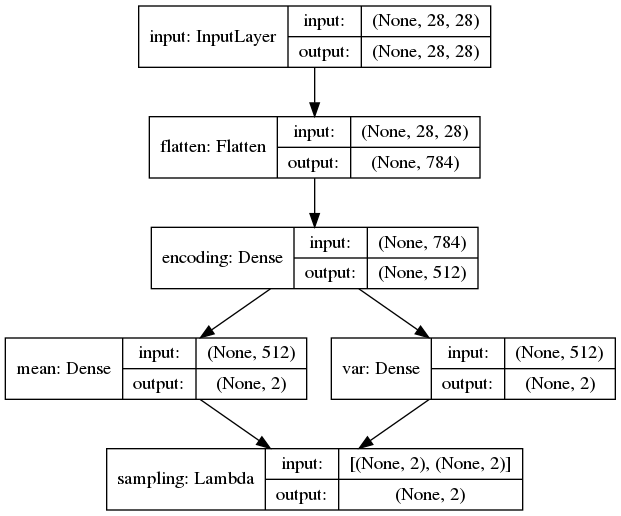 input: InputLayer
input: (None, 28, 28)
output: (None, 28, 28)
flatten: Flatten
input: (None, 28, 28)
output: (None, 784)
encoding: Dense
input: (None, 784)
output: (None, 512)
mean: Dense
input: (None, 512)
output: (None, 2)
var: Dense
input: (None, 512)
output: (None, 2)
sampling: Lambda
input: [(None, 2), (None, 2)]
output: (None, 2)